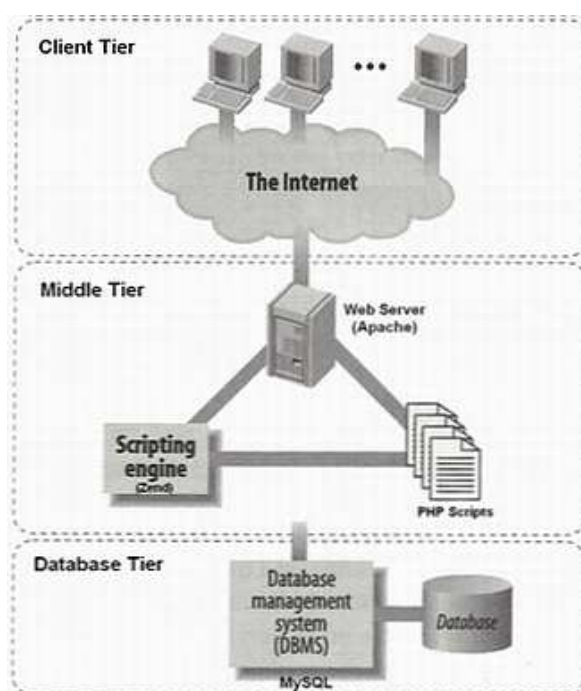 Client Tier
The Internet
Middle Tier
Web Server
(Apache)
Scripting
engine
(Zend)
PHP Scripts
Database Tier
Database
management
system
(DBMS)
Database
MySQL